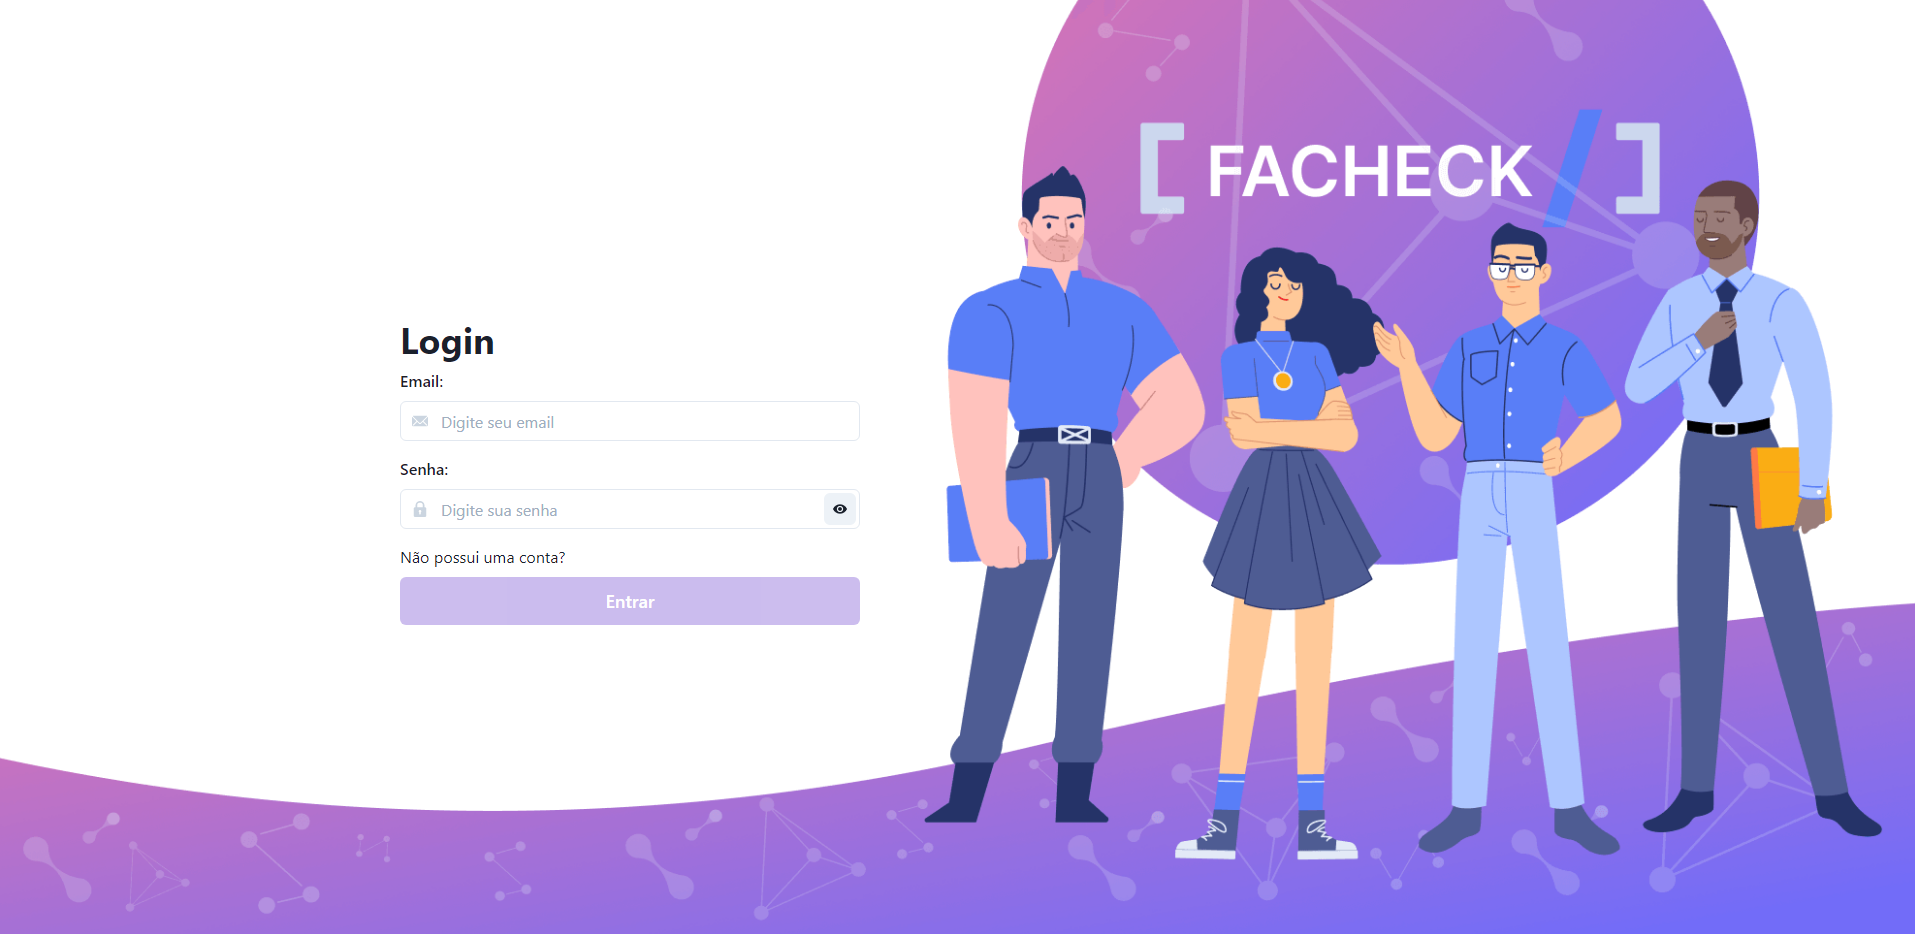 [ FACHECK / ]
Login
Email:
Digite seu email
Senha:
Digite sua senha
Não possui uma conta?
Entrar